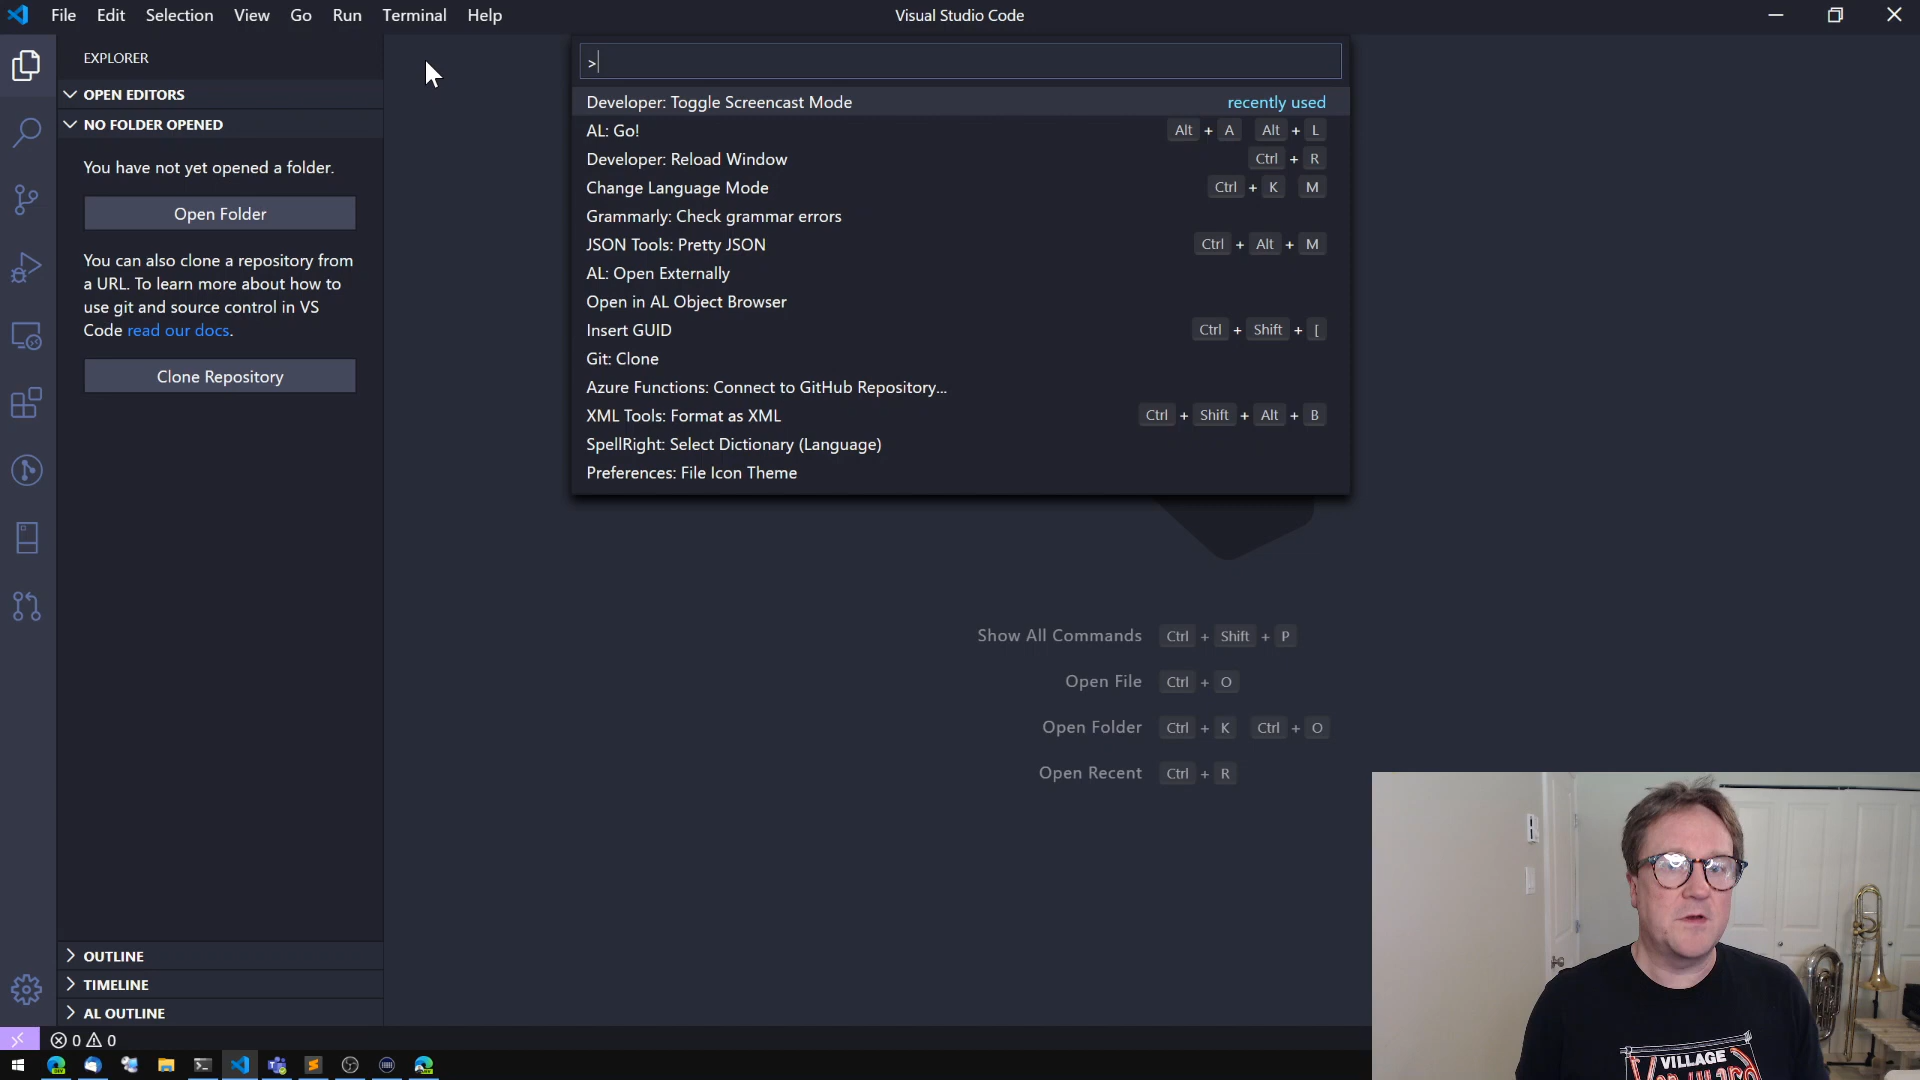 File Edit Selection View Go Run Terminal Help
Visual Studio Code
EXPLORER
OPEN EDITORS
NO FOLDER OPENED
You have not yet opened a folder.
Open Folder
You can also clone a repository from
a URL. To learn more about how to
use git and source control in VS
Code read our docs.
Clone Repository
OUTLINE
TIMELINE
AL OUTLINE
>
Developer: Toggle Screencast Mode recently used
AL: Go! Alt + A Alt + L
Developer: Reload Window Ctrl + R
Change Language Mode Ctrl + K M
Grammarly: Check grammar errors
JSON Tools: Pretty JSON Ctrl + Alt + M
AL: Open Externally
Open in AL Object Browser
Insert GUID Ctrl + Shift + [
Git: Clone
Azure Functions: Connect to GitHub Repository...
XML Tools: Format as XML Ctrl + Shift + Alt + B
SpellRight: Select Dictionary (Language)
Preferences: File Icon Theme
Show All Commands Ctrl + Shift + P
Open File Ctrl + O
Open Folder Ctrl + K Ctrl + O
Open Recent Ctrl + R
0 0
VILLAGE